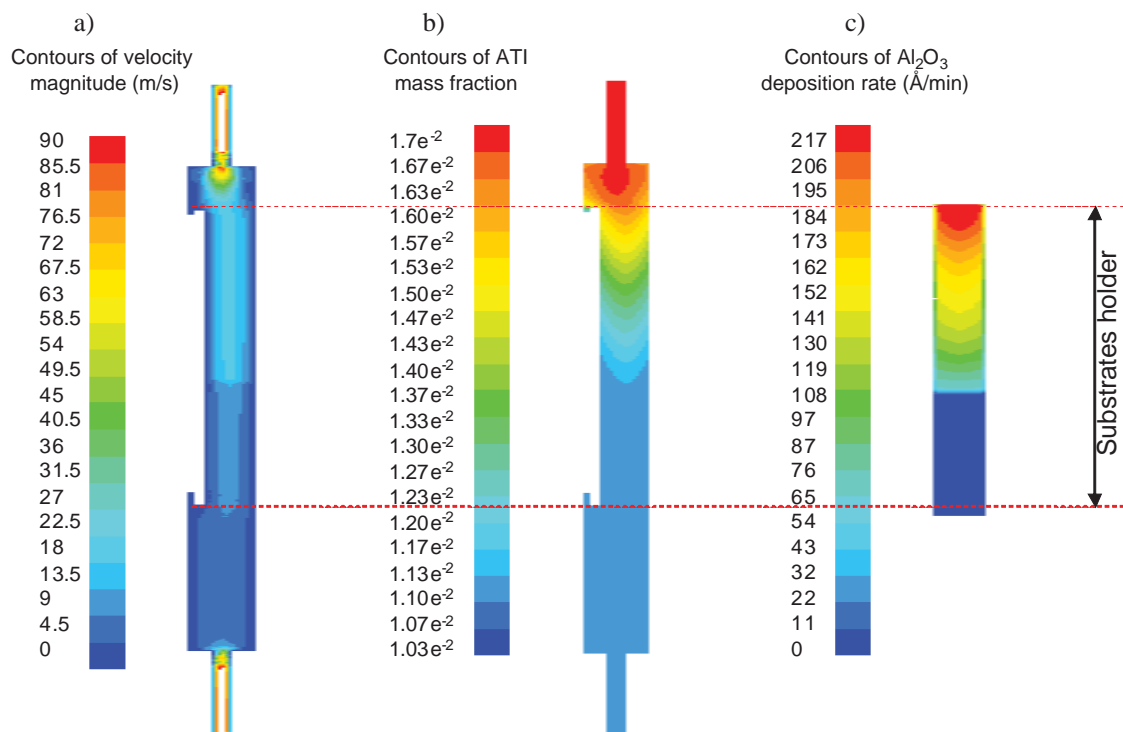 a)
Contours of velocity
magnitude (m/s)
90
85.5
81
76.5
72
67.5
63
58.5
54
49.5
45
40.5
36
31.5
27
22.5
18
13.5
9
4.5
0
b)
Contours of ATI
mass fraction
1.7e⁻²
1.67e⁻²
1.63e⁻²
1.60e⁻²
1.57e⁻²
1.53e⁻²
1.50e⁻²
1.47e⁻²
1.43e⁻²
1.40e⁻²
1.37e⁻²
1.33e⁻²
1.30e⁻²
1.27e⁻²
1.23e⁻²
1.20e⁻²
1.17e⁻²
1.13e⁻²
1.10e⁻²
1.07e⁻²
1.03e⁻²
c)
Contours of Al₂O₃
deposition rate (Å/min)
217
206
195
184
173
162
152
141
130
119
108
97
87
76
65
54
43
32
22
11
0
Substrates holder